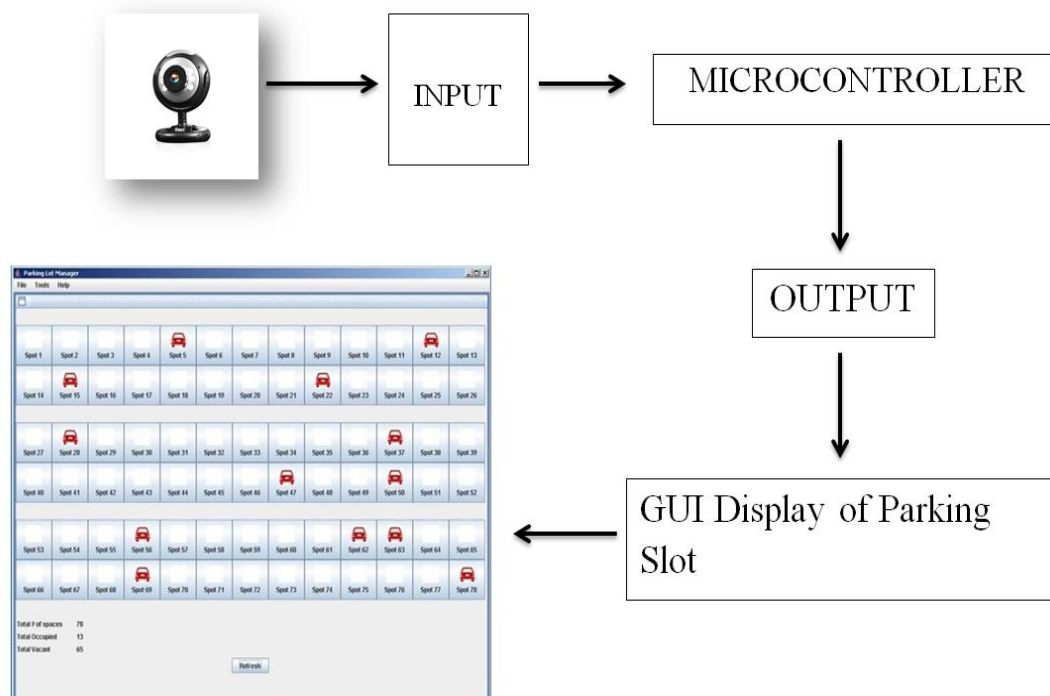 INPUT
MICROCONTROLLER
OUTPUT
GUI Display of Parking
Slot
Parking Lot Manager
File Tools Help
Spot 1 Spot 2 Spot 3 Spot 4 Spot 5 Spot 6 Spot 7 Spot 8 Spot 9 Spot 10 Spot 11 Spot 12 Spot 13
Spot 14 Spot 15 Spot 16 Spot 17 Spot 18 Spot 19 Spot 20 Spot 21 Spot 22 Spot 23 Spot 24 Spot 25 Spot 26
Spot 27 Spot 28 Spot 29 Spot 30 Spot 31 Spot 32 Spot 33 Spot 34 Spot 35 Spot 36 Spot 37 Spot 38 Spot 39
Spot 40 Spot 41 Spot 42 Spot 43 Spot 44 Spot 45 Spot 46 Spot 47 Spot 48 Spot 49 Spot 50 Spot 51 Spot 52
Spot 53 Spot 54 Spot 55 Spot 56 Spot 57 Spot 58 Spot 59 Spot 60 Spot 61 Spot 62 Spot 63 Spot 64 Spot 65
Spot 66 Spot 67 Spot 68 Spot 69 Spot 70 Spot 71 Spot 72 Spot 73 Spot 74 Spot 75 Spot 76 Spot 77 Spot 78
Total # of spaces 78
Total Occupied 13
Total Vacant 65
Refresh